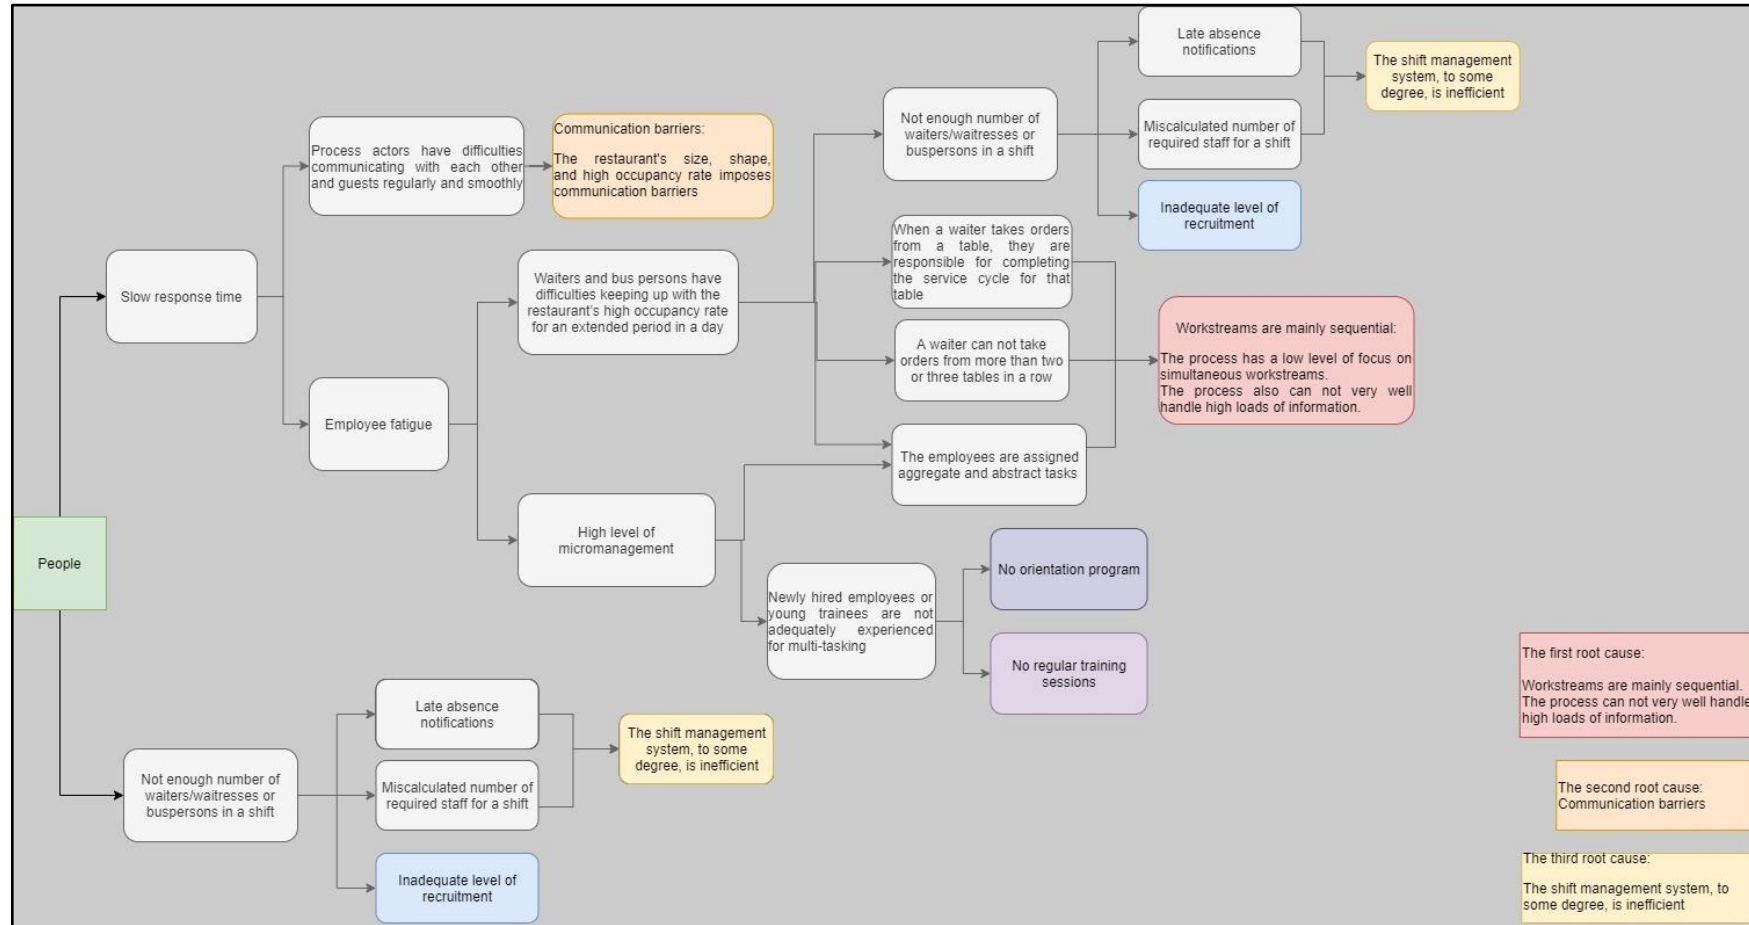 Late absence
notifications
The shift management
system, to some
degree, is inefficient
Not enough number of
waiters/waitresses or
buspersons in a shift
Miscalculated number of
required staff for a shift
Inadequate level of
recruitment
Process actors have difficulties
communicating with each other
and guests regularly and smoothly
Communication barriers:
The restaurant's size, shape,
and high occupancy rate imposes
communication barriers
When a waiter takes orders
from a table, they are
responsible for completing
the service cycle for that
table
Slow response time
Waiters and bus persons have
difficulties keeping up with the
restaurant's high occupancy rate
for an extended period in a day
A waiter can not take
orders from more than two
or three tables in a row
Workstreams are mainly sequential:
The process has a low level of focus on
simultaneous workstreams.
The process also can not very well
handle high loads of information.
Employee fatigue
The employees are assigned
aggregate and abstract tasks
High level of
micromanagement
People
No orientation program
Newly hired employees or
young trainees are not
adequately experienced
for multi-tasking
No regular training
sessions
Late absence
notifications
The shift management
system, to some
degree, is inefficient
Not enough number of
waiters/waitresses or
buspersons in a shift
Miscalculated number of
required staff for a shift
Inadequate level of
recruitment
The first root cause:
Workstreams are mainly sequential.
The process can not very well handle
high loads of information.
The second root cause:
Communication barriers
The third root cause:
The shift management system, to
some degree, is inefficient